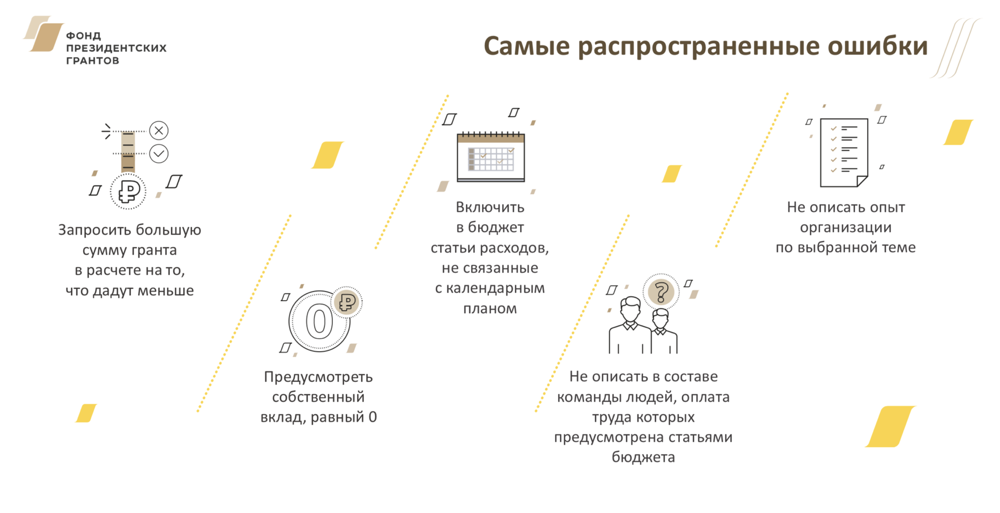 ФОНД
ПРЕЗИДЕНТСКИХ
ГРАНТОВ
Самые распространенные ошибки
Запросить большую
сумму гранта
в расчете на то,
что дадут меньше
0
Предусмотреть
собственный
вклад, равный 0
Включить
в бюджет
статьи расходов,
не связанные
с календарным
планом
?
Не описать в составе
команды людей, оплата
труда которых
предусмотрена статьями
бюджета
Не описать опыт
организации
по выбранной теме